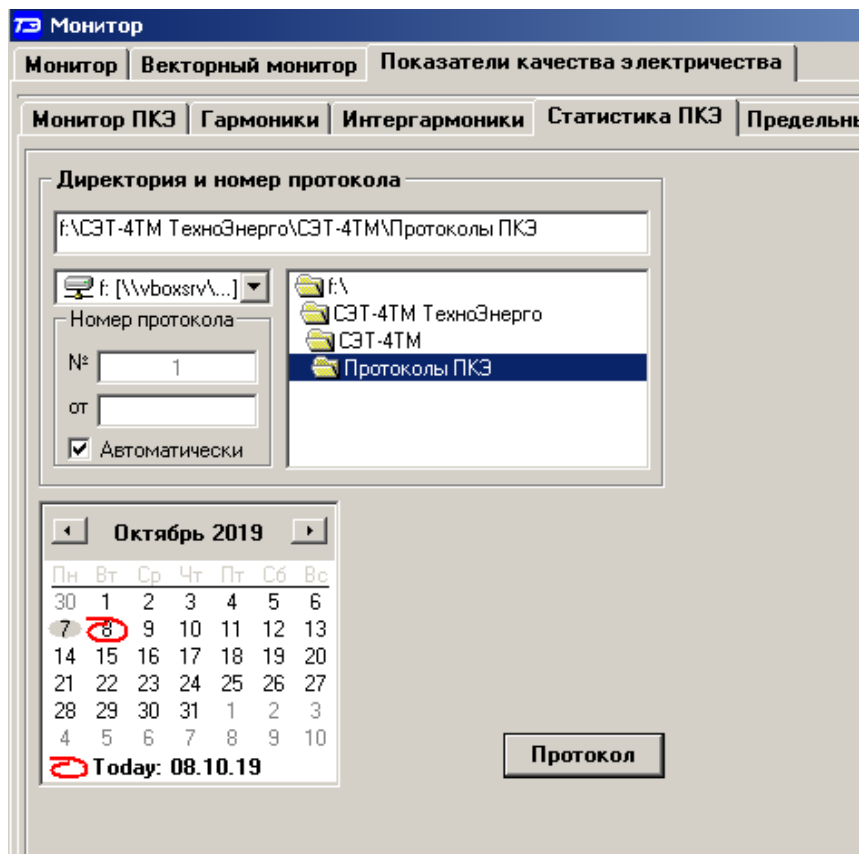 ТЭ Монитор
Монитор Векторный монитор Показатели качества электричества
Монитор ПКЭ Гармоники Интергармоники Статистика ПКЭ Предельны
Директория и номер протокола
f:\СЭТ-4ТМ ТехноЭнерго\СЭТ-4ТМ\Протоколы ПКЭ
f: [\\vboxsrv\...]
f:\
СЭТ-4ТМ ТехноЭнерго
СЭТ-4ТМ
Протоколы ПКЭ
Номер протокола
№ 1
от
Автоматически
Октябрь 2019
Пн Вт Ср Чт Пт Сб Вс
30 1 2 3 4 5 6
7 8 9 10 11 12 13
14 15 16 17 18 19 20
21 22 23 24 25 26 27
28 29 30 31 1 2 3
4 5 6 7 8 9 10
Today: 08.10.19
Протокол